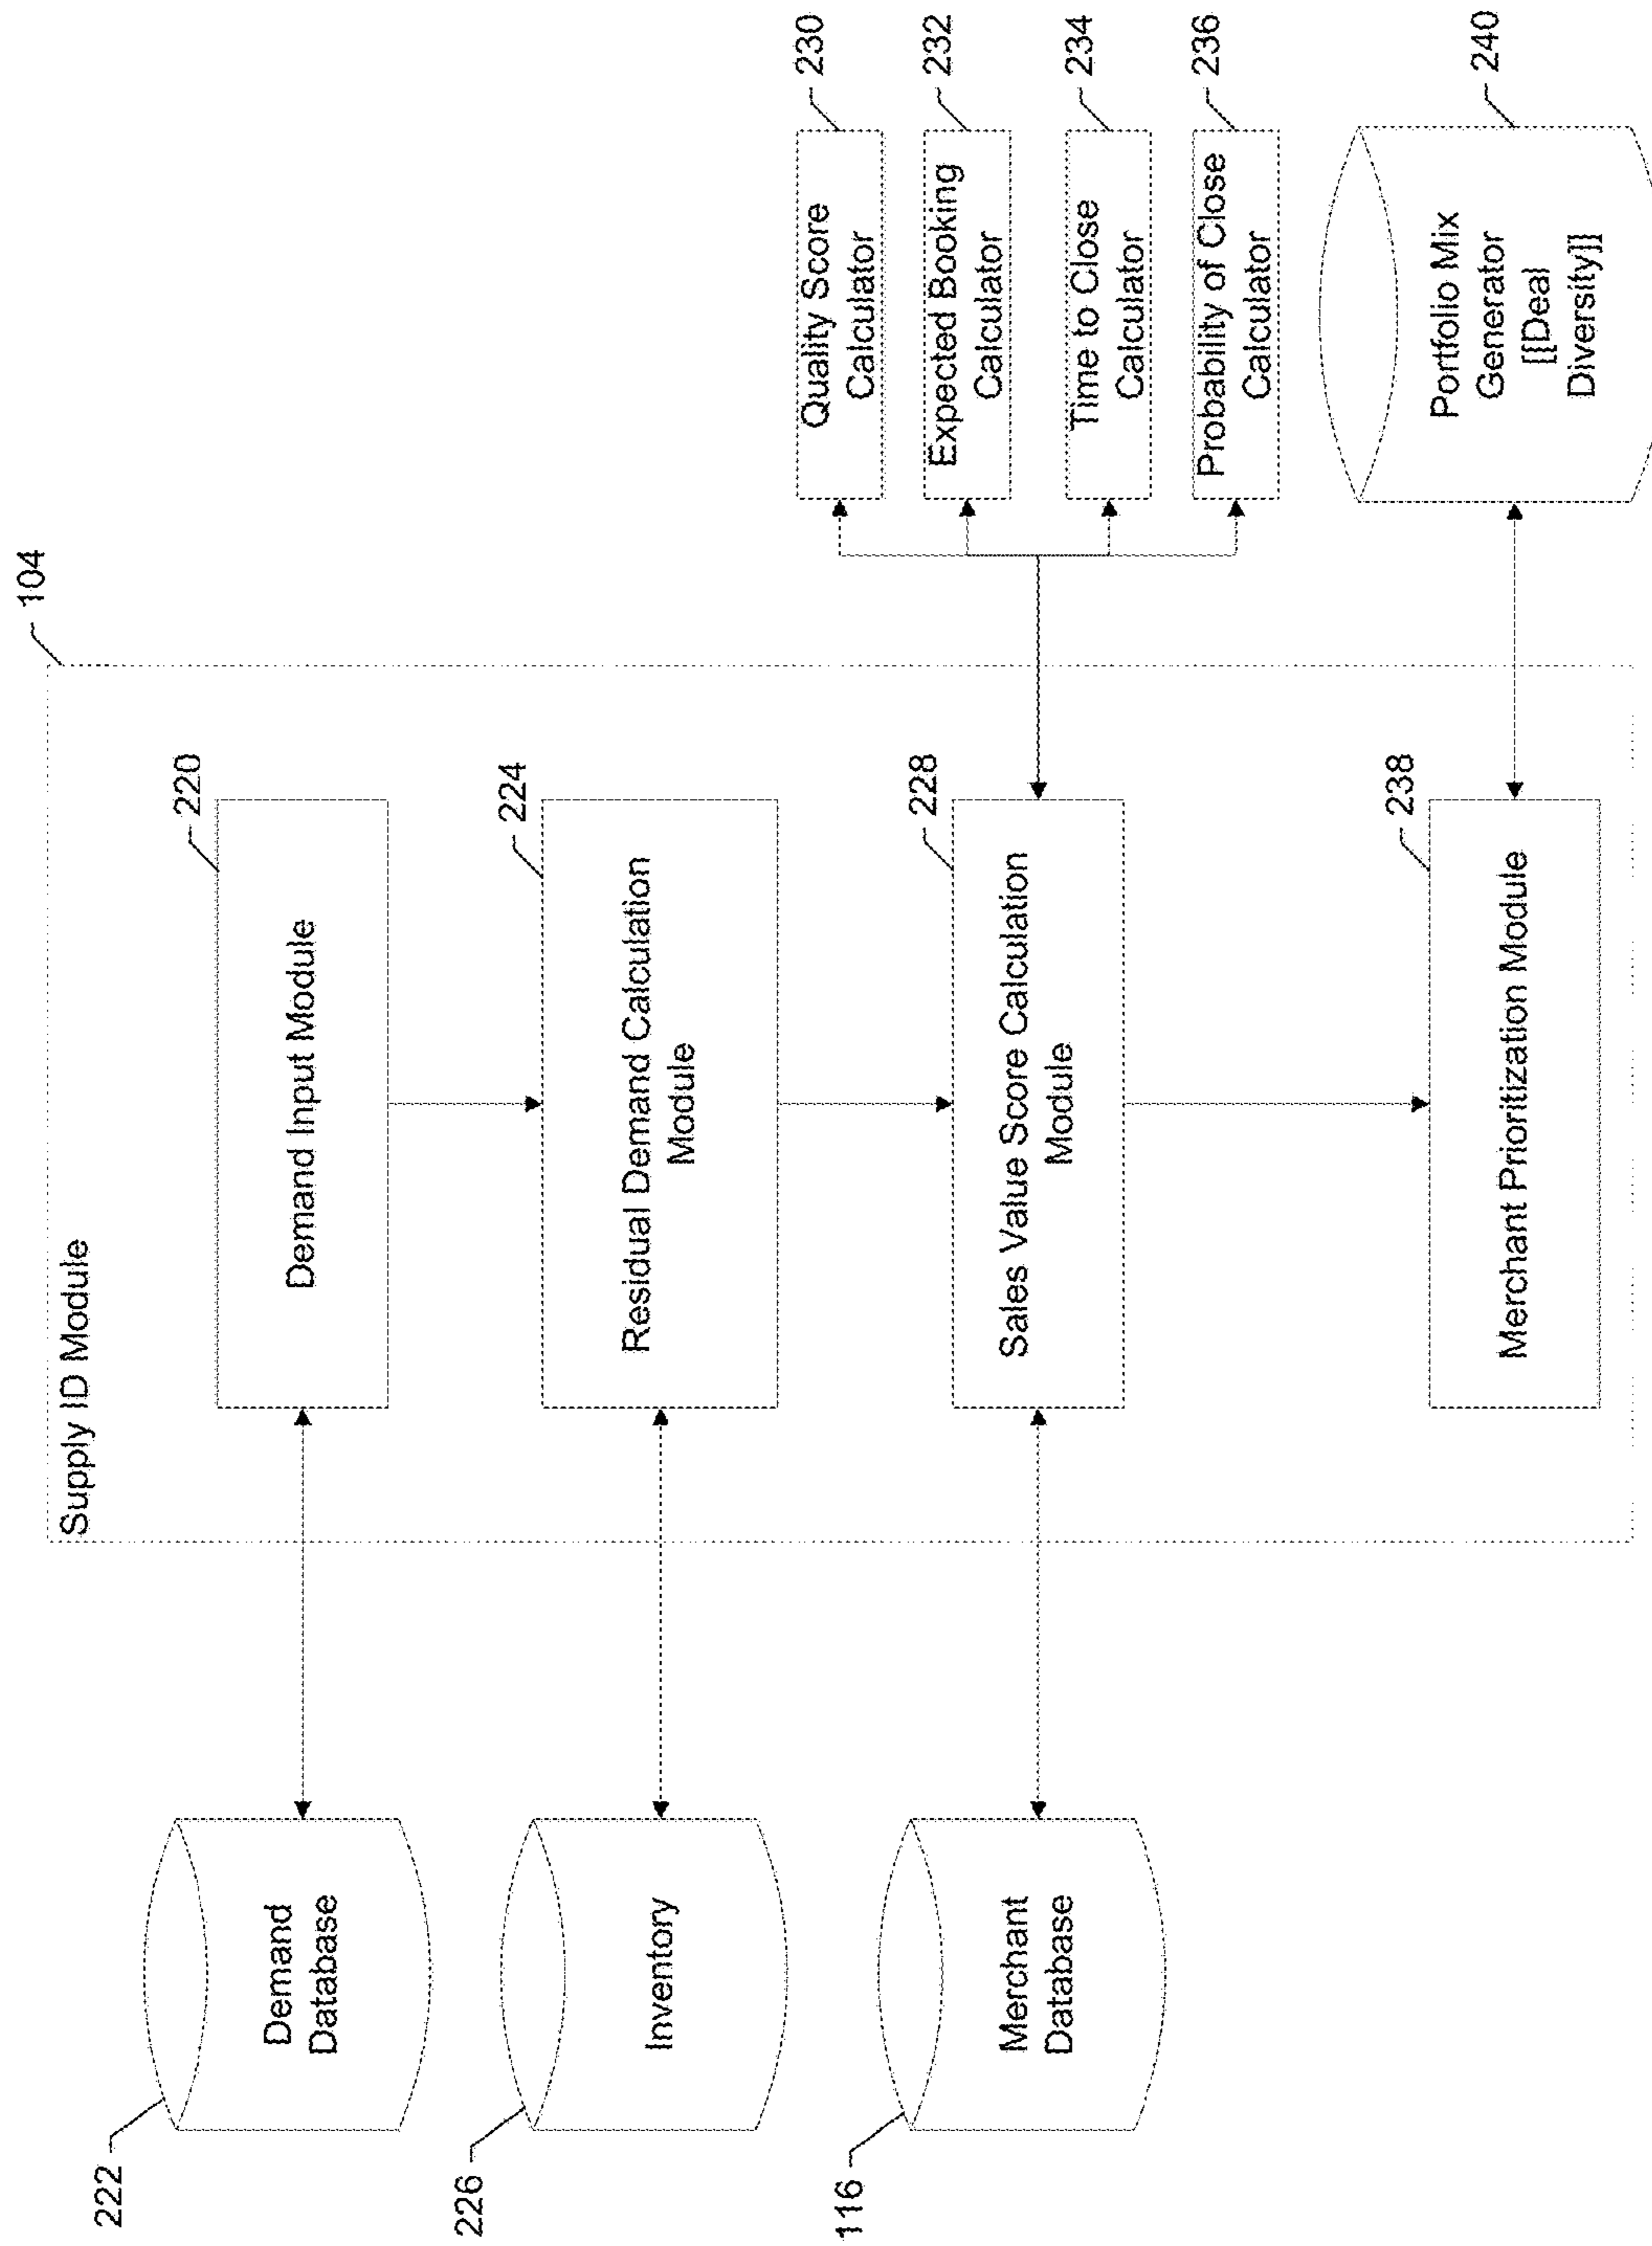 104
Supply ID Module
222
Demand
Database
220
Demand Input Module
226
Inventory
224
Residual Demand Calculation
Module
116
Merchant
Database
228
Sales Value Score Calculation
Module
230
Quality Score
Calculator
232
Expected Booking
Calculator
234
Time to Close
Calculator
236
Probability of Close
Calculator
238
Merchant Prioritization Module
240
Portfolio Mix
Generator
[[Deal
Diversify]]